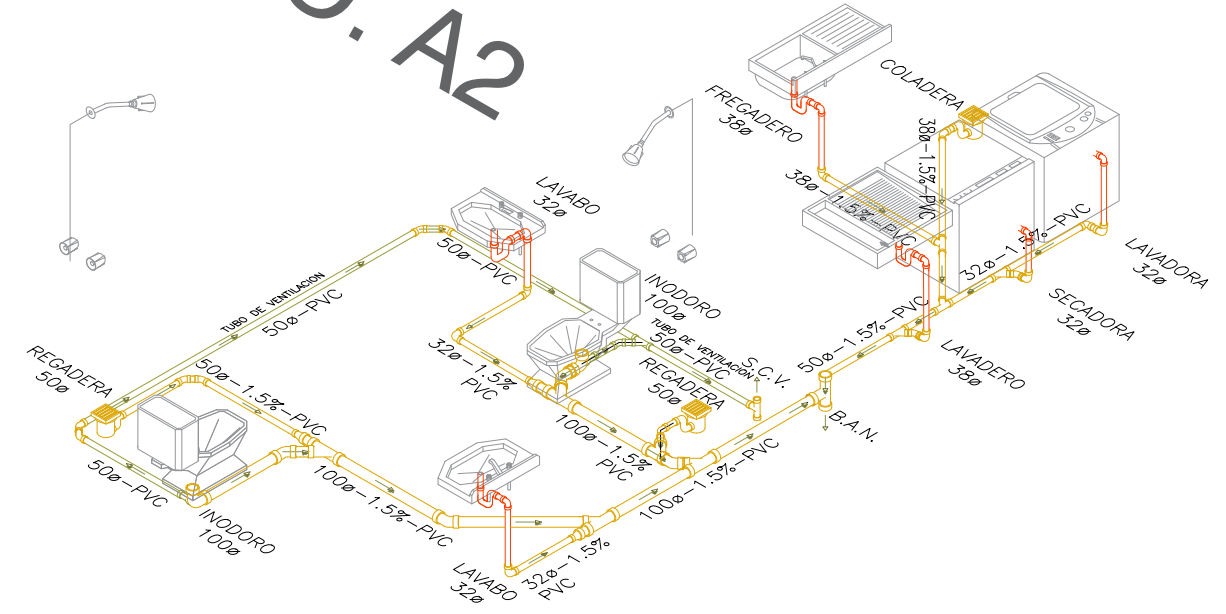 . A2
FREGADERO
38ø
COLADERA
38ø-1.5%-PVC
38ø-1.5%-PVC
LAVABO
32ø
50ø-PVC
TUBO DE VENTILACION
50ø-PVC
INODORO
100ø
32ø-1.5%-PVC
LAVADORA
32ø
SECADORA
32ø
50ø-1.5%-PVC
LAVADERO
38ø
TUBO DE VENTILACION
50ø-PVC
S.C.V.
REGADERA
50ø
B.A.N.
32ø-1.5%
PVC
REGADERA
50ø
50ø-1.5%-PVC
100ø-1.5%
PVC
100ø-1.5%-PVC
50ø-PVC
INODORO
100ø
100ø-1.5%-PVC
LAVABO
32ø
32ø-1.5%
PVC